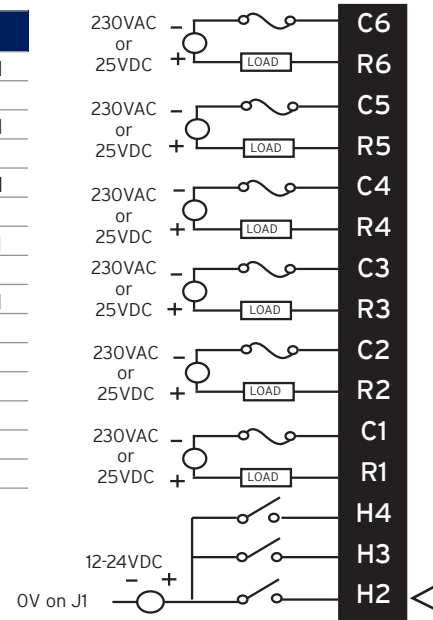 230VAC – C6
or
25VDC + LOAD R6
230VAC – C5
or
25VDC + LOAD R5
230VAC – C4
or
25VDC + LOAD R4
230VAC – C3
or
25VDC + LOAD R3
230VAC – C2
or
25VDC + LOAD R2
230VAC – C1
or
25VDC + LOAD R1
H4
12-24VDC H3
– +
0V on J1 H2